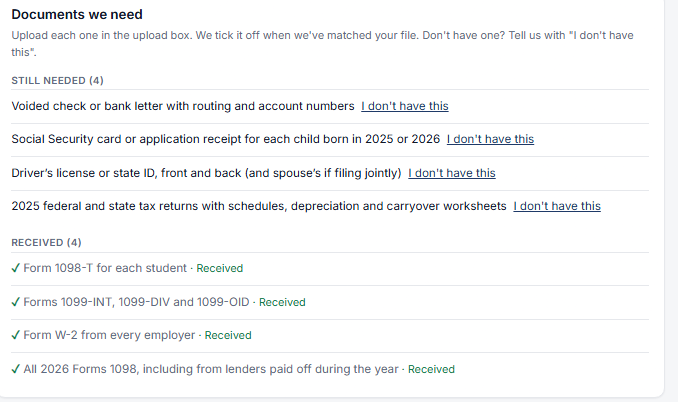 Documents we need
Upload each one in the upload box. We tick it off when we've matched your file. Don't have one? Tell us with "I don't have
this".
STILL NEEDED (4)
Voided check or bank letter with routing and account numbers I don't have this
Social Security card or application receipt for each child born in 2025 or 2026 I don't have this
Driver’s license or state ID, front and back (and spouse’s if filing jointly) I don't have this
2025 federal and state tax returns with schedules, depreciation and carryover worksheets I don't have this
RECEIVED (4)
✓ Form 1098-T for each student · Received
✓ Forms 1099-INT, 1099-DIV and 1099-OID · Received
✓ Form W-2 from every employer · Received
✓ All 2026 Forms 1098, including from lenders paid off during the year · Received